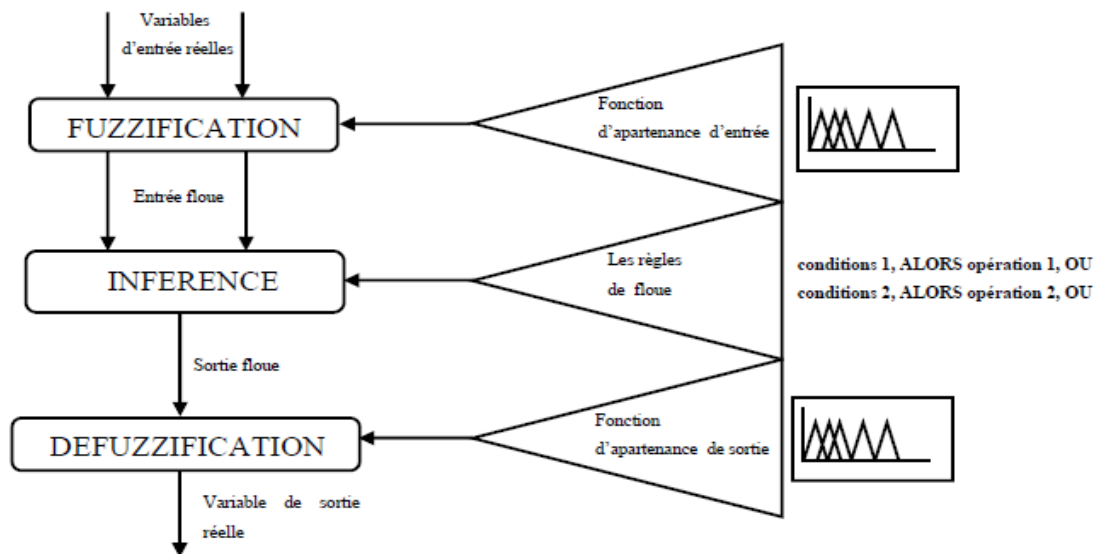 Variables
d'entrée réelles
FUZZIFICATION
Fonction
d'apartenance d'entrée
Entrée floue
INFERENCE
Les règles
de floue
conditions 1, ALORS opération 1, OU
conditions 2, ALORS opération 2, OU
Sortie floue
DEFUZZIFICATION
Fonction
d'apartenance de sortie
Variable de sortie
réelle